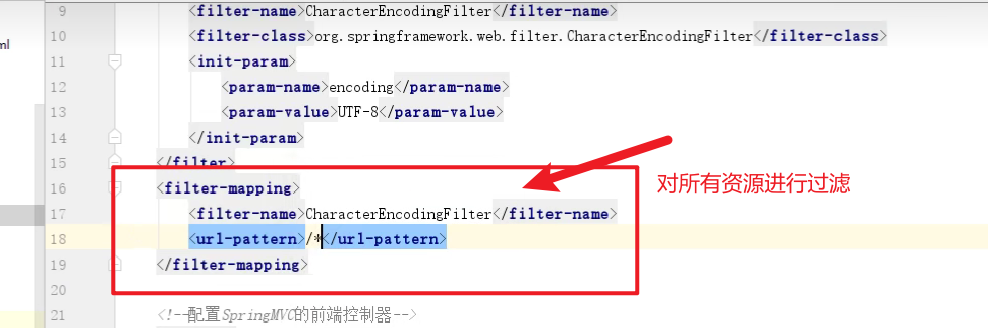 ml
9 <filter-name>CharacterEncodingFilter</filter-name>
10 <filter-class>org.springframework.web.filter.CharacterEncodingFilter</filter-class>
11 <init-param>
12 <param-name>encoding</param-name>
13 <param-value>UTF-8</param-value>
14 </init-param>
15 </filter>
16 <filter-mapping>
对所有资源进行过滤
17 <filter-name>CharacterEncodingFilter</filter-name>
18 <url-pattern>/*</url-pattern>
19 </filter-mapping>
20
21 <!--配置SpringMVC的前端控制器-->